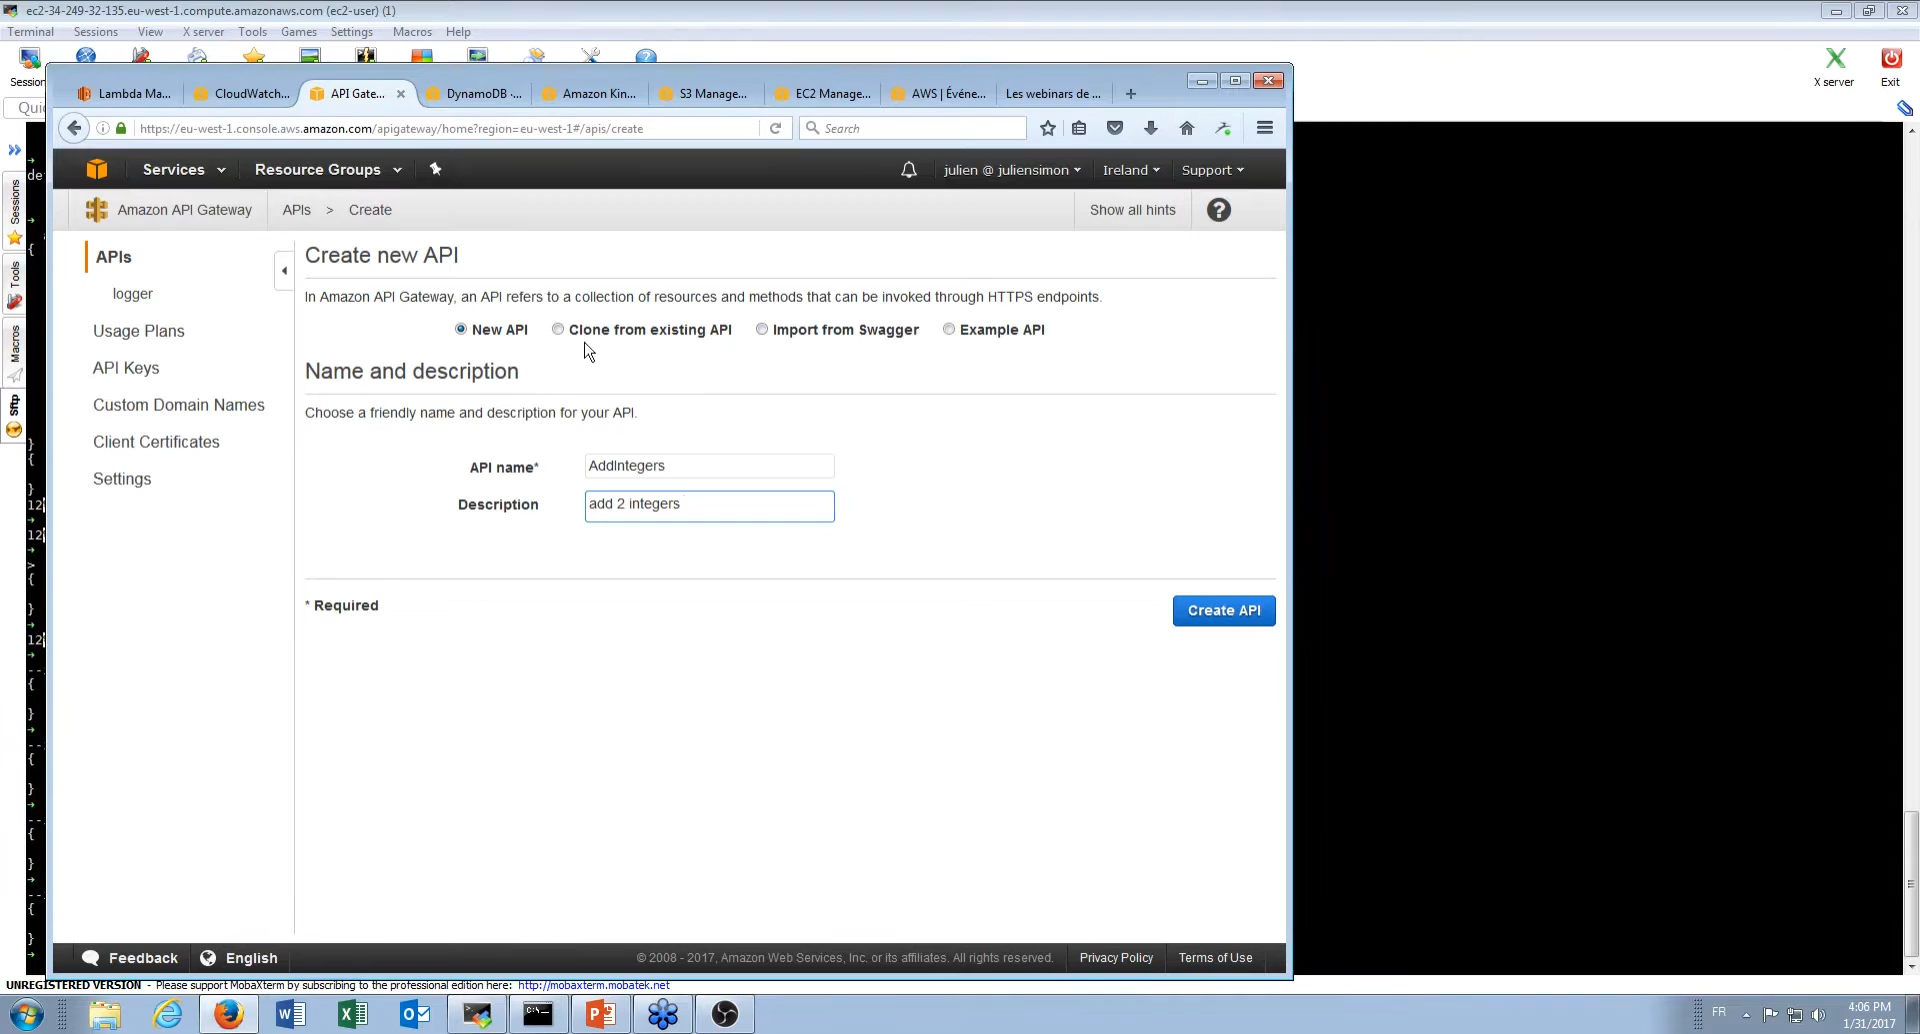 ec2-34-249-32-135.eu-west-1.compute.amazonaws.com (ec2-user) (1)
Terminal Sessions View X server Tools Games Settings Macros Help
Session
X server Exit
Quic
Lambda Ma... CloudWatch... API Gate... DynamoDB ·... Amazon Kin... S3 Manage... EC2 Manage... AWS | Événe... Les webinars de ...
https://eu-west-1.console.aws.amazon.com/apigateway/home?region=eu-west-1#/apis/create Search
Services Resource Groups julien @ juliensimon Ireland Support
Amazon API Gateway APIs > Create Show all hints ?
Sessions
Tools
Macros
Sftp
de
{
}
{
}
12
12
>
{
}
12
{
}
{
}
{
}
{
}
APIs
logger
Usage Plans
API Keys
Custom Domain Names
Client Certificates
Settings
Create new API
In Amazon API Gateway, an API refers to a collection of resources and methods that can be invoked through HTTPS endpoints.
New API Clone from existing API Import from Swagger Example API
Name and description
Choose a friendly name and description for your API.
API name* AddIntegers
Description add 2 integers
* Required
Create API
Feedback English © 2008 - 2017, Amazon Web Services, Inc. or its affiliates. All rights reserved. Privacy Policy Terms of Use
UNREGISTERED VERSION - Please support MobaXterm by subscribing to the professional edition here: http://mobaxterm.mobatek.net
FR 4:06 PM
1/31/2017